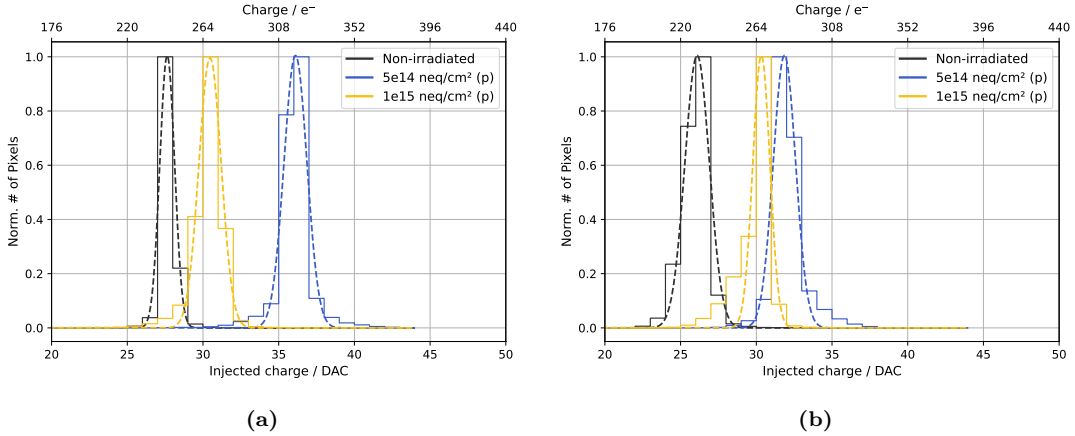 Charge / e⁻
176 220 264 308 352 396 440
1.0
0.8
0.6
0.4
0.2
0.0
Norm. # of Pixels
Non-irradiated
5e14 neq/cm² (p)
1e15 neq/cm² (p)
20 25 30 35 40 45 50
Injected charge / DAC
(a)
Charge / e⁻
176 220 264 308 352 396 440
1.0
0.8
0.6
0.4
0.2
0.0
Norm. # of Pixels
Non-irradiated
5e14 neq/cm² (p)
1e15 neq/cm² (p)
20 25 30 35 40 45 50
Injected charge / DAC
(b)